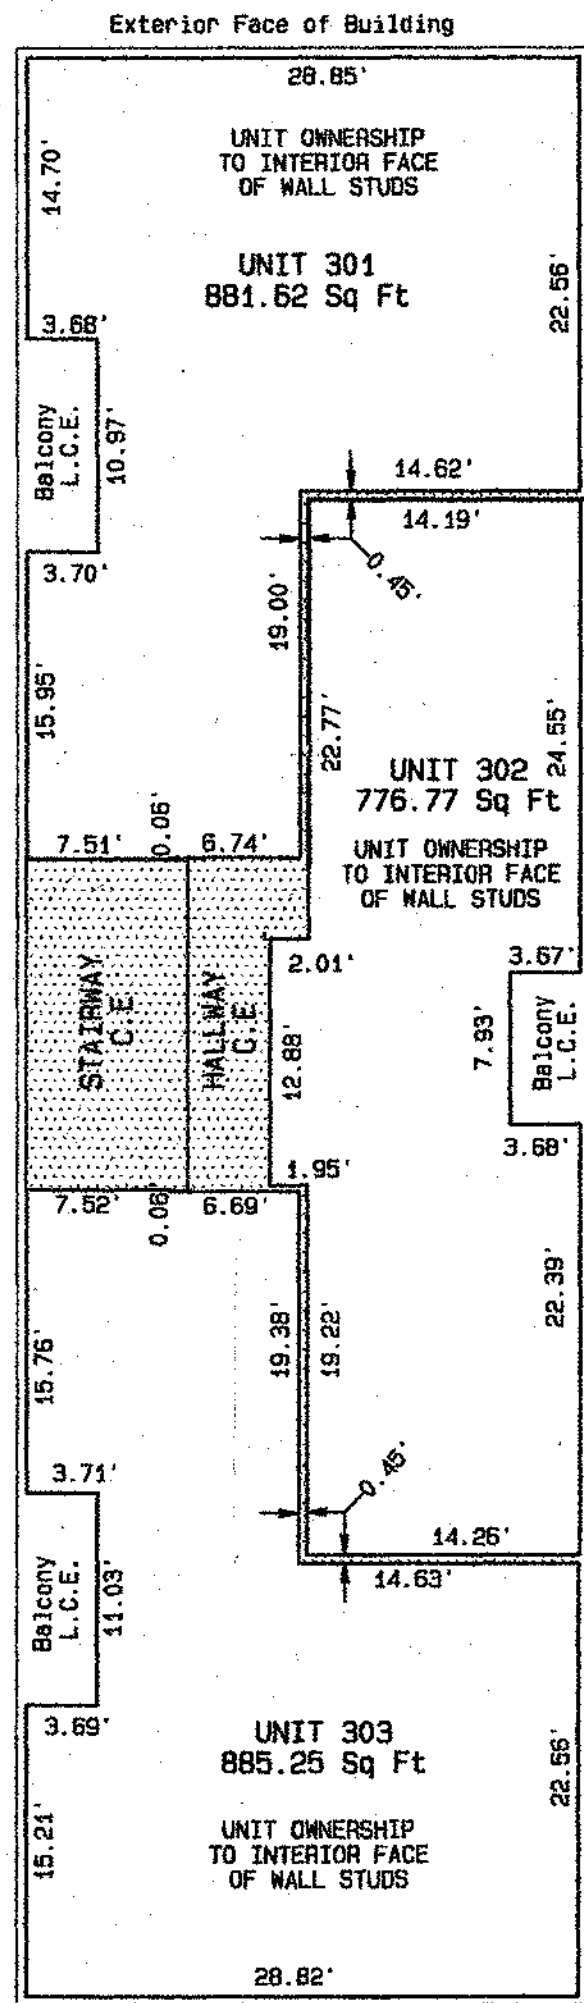 Exterior Face of Building
28.85'
14.70'
UNIT OWNERSHIP
TO INTERIOR FACE
OF WALL STUDS
UNIT 301
881.62 Sq Ft
22.56'
3.68'
Balcony
L.C.E.
10.97'
14.62'
14.19'
3.70'
0.45'
19.00'
15.95'
22.77'
24.55'
UNIT 302
776.77 Sq Ft
7.51'
0.06'
6.74'
UNIT OWNERSHIP
TO INTERIOR FACE
OF WALL STUDS
STAIRWAY
C.E
HALLWAY
C.E
2.01'
12.88'
3.67'
7.93'
Balcony
L.C.E.
3.68'
1.95'
7.52'
0.06'
6.69'
22.39'
19.38'
19.22'
15.76'
3.71'
0.45'
14.26'
14.63'
Balcony
L.C.E.
11.03'
3.69'
UNIT 303
885.25 Sq Ft
22.56'
15.21'
UNIT OWNERSHIP
TO INTERIOR FACE
OF WALL STUDS
28.82'